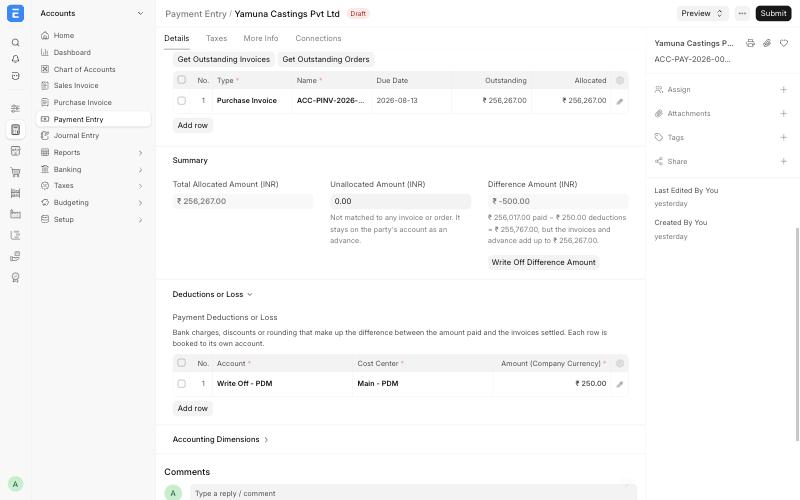 Accounts
Home
Dashboard
Chart of Accounts
Sales Invoice
Purchase Invoice
Payment Entry
Journal Entry
Reports
Banking
Taxes
Budgeting
Setup
A
Payment Entry / Yamuna Castings Pvt Ltd Draft
Preview
Submit
Details Taxes More Info Connections
Get Outstanding Invoices Get Outstanding Orders
No. Type * Name * Due Date Outstanding Allocated
1 Purchase Invoice ACC-PINV-2026-... 2026-08-13 ₹ 256,267.00 ₹ 256,267.00
Add row
Summary
Total Allocated Amount (INR) Unallocated Amount (INR) Difference Amount (INR)
₹ 256,267.00 0.00 ₹ -500.00
Not matched to any invoice or order. It
stays on the party's account as an
advance.
₹ 256,017.00 paid − ₹ 250.00 deductions
= ₹ 255,767.00, but the invoices and
advance add up to ₹ 256,267.00.
Write Off Difference Amount
Deductions or Loss
Payment Deductions or Loss
Bank charges, discounts or rounding that make up the difference between the amount paid and the invoices settled. Each row is
booked to its own account.
No. Account * Cost Center * Amount (Company Currency) *
1 Write Off - PDM Main - PDM ₹ 250.00
Add row
Accounting Dimensions
Comments
A Type a reply / comment
Yamuna Castings P...
ACC-PAY-2026-00...
Assign
Attachments
Tags
Share
Last Edited By You
yesterday
Created By You
yesterday